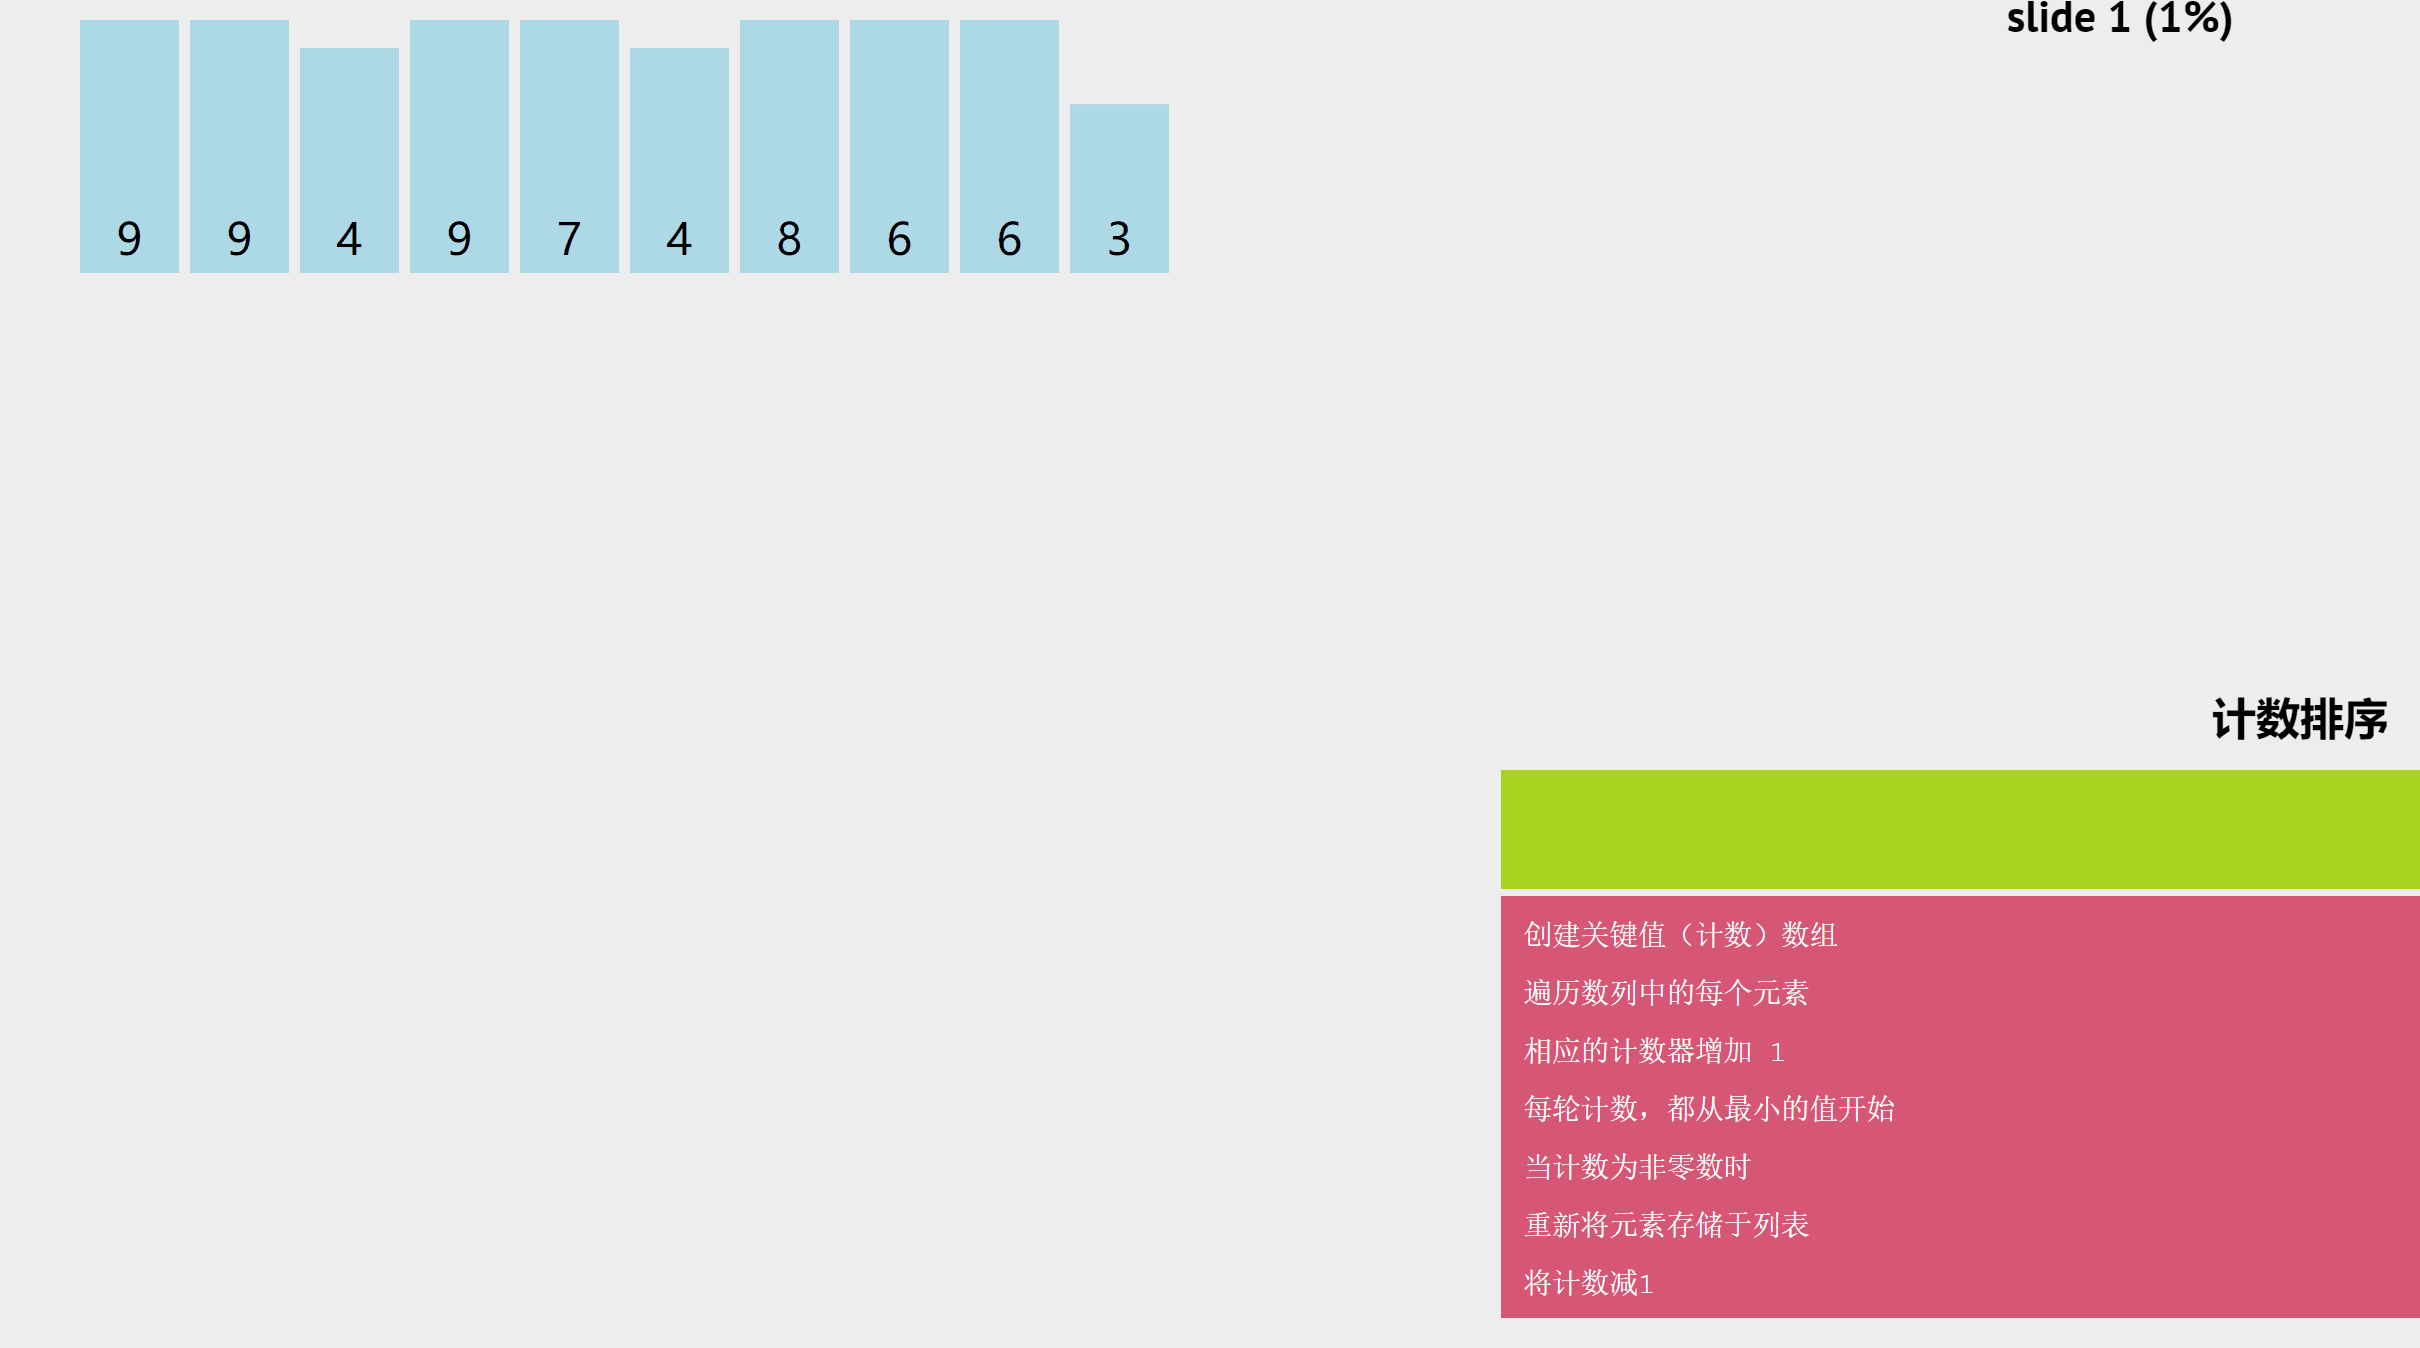 slide 1 (1%)
9 9 4 9 7 4 8 6 6 3
计数排序
创建关键值（计数）数组
遍历数列中的每个元素
相应的计数器增加 1
每轮计数，都从最小的值开始
当计数为非零数时
重新将元素存储于列表
将计数减1